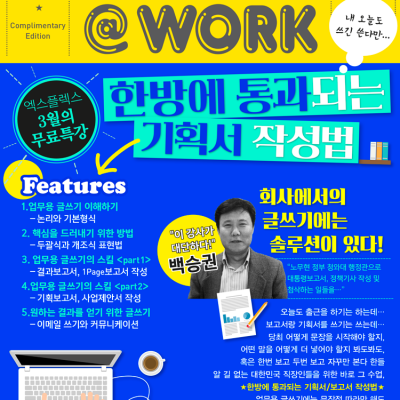 Complimentary
Edition
@ WORK
내 오늘도
쓰긴 쓴다만...
엑스플렉스
3월의
무료특강
한방에 통과되는
기획서 작성법
Features
1.업무용 글쓰기 이해하기
– 논리와 기본형식
2. 핵심을 드러내기 위한 방법
– 두괄식과 개조식 표현법
3. 업무용 글쓰기의 스킬 <part1>
– 결과보고서, 1Page보고서 작성
4.업무용 글쓰기의 스킬 <part2>
– 기획보고서, 사업제안서 작성
5.원하는 결과를 얻기 위한 글쓰기
– 이메일 쓰기와 커뮤니케이션
"이 강사가
대단하다!"
백승권
회사에서의
글쓰기에는
솔루션이 있다!
"노무현 정부 청와대 행정관으로
대통령보고서, 정책기사 작성 및
첨삭하는 일들을…"
오늘도 출근을 하기는 하는데…
보고서랑 기획서를 쓰기는 쓰는데…
당최 어떻게 문장을 시작해야 할지,
어떤 말을 어떻게 더 넣어야 할지 봐도봐도,
혹은 한번 보고 두번 보고 자꾸만 본다 한들
알 길 없는 대한민국 직장인들을 위한 바로 그 수업,
★한방에 통과되는 기획서/보고서 작성법★